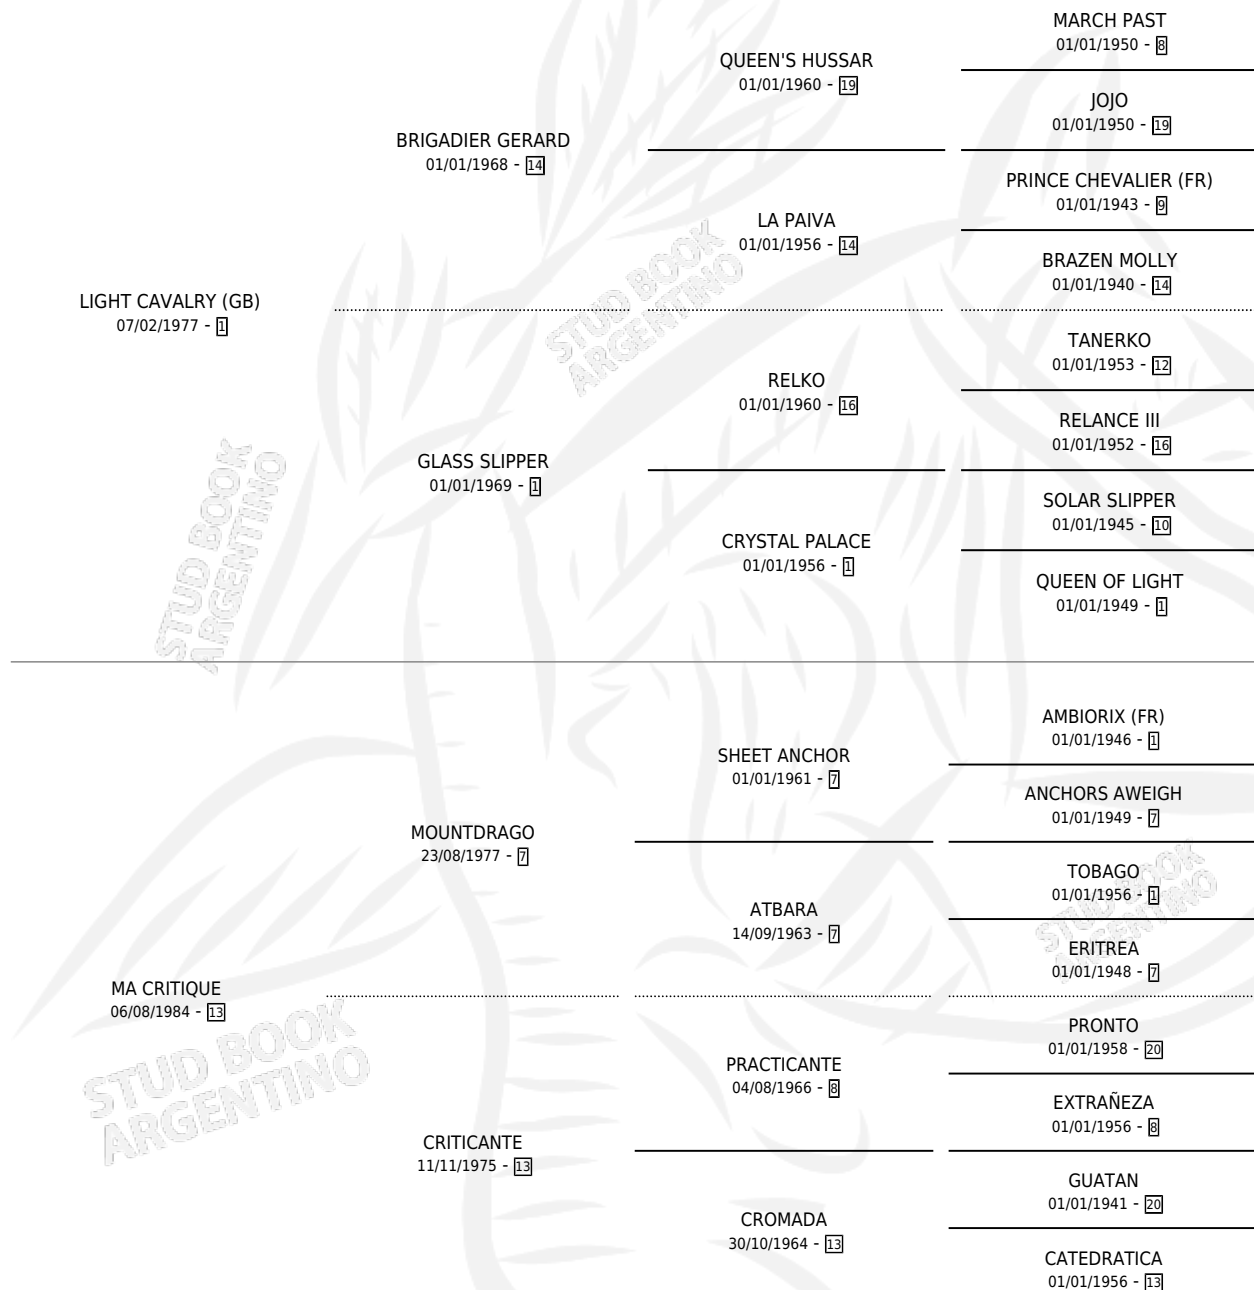 MARCH PAST
01/01/1950 - 8
QUEEN'S HUSSAR
01/01/1960 - 19
JOJO
01/01/1950 - 19
BRIGADIER GERARD
01/01/1968 - 14
PRINCE CHEVALIER (FR)
01/01/1943 - 9
LA PAIVA
01/01/1956 - 14
BRAZEN MOLLY
01/01/1940 - 14
LIGHT CAVALRY (GB)
07/02/1977 - 1
STUD BOOK
ARGENTINO
TANERKO
01/01/1953 - 12
RELKO
01/01/1960 - 16
RELANCE III
01/01/1952 - 16
GLASS SLIPPER
01/01/1969 - 1
SOLAR SLIPPER
01/01/1945 - 10
CRYSTAL PALACE
01/01/1956 - 1
QUEEN OF LIGHT
01/01/1949 - 1
STUD BOOK
ARGENTINO
AMBIORIX (FR)
01/01/1946 - 1
SHEET ANCHOR
01/01/1961 - 7
ANCHORS AWEIGH
01/01/1949 - 7
MOUNTDRAGO
23/08/1977 - 7
TOBAGO
01/01/1956 - 1
ATBARA
14/09/1963 - 7
ERITREA
01/01/1948 - 7
STUD BOOK
ARGENTINO
MA CRITIQUE
06/08/1984 - 13
PRONTO
01/01/1958 - 20
PRACTICANTE
04/08/1966 - 8
EXTRAÑEZA
01/01/1956 - 8
STUD BOOK
ARGENTINO
CRITICANTE
11/11/1975 - 13
GUATAN
01/01/1941 - 20
CROMADA
30/10/1964 - 13
CATEDRATICA
01/01/1956 - 13